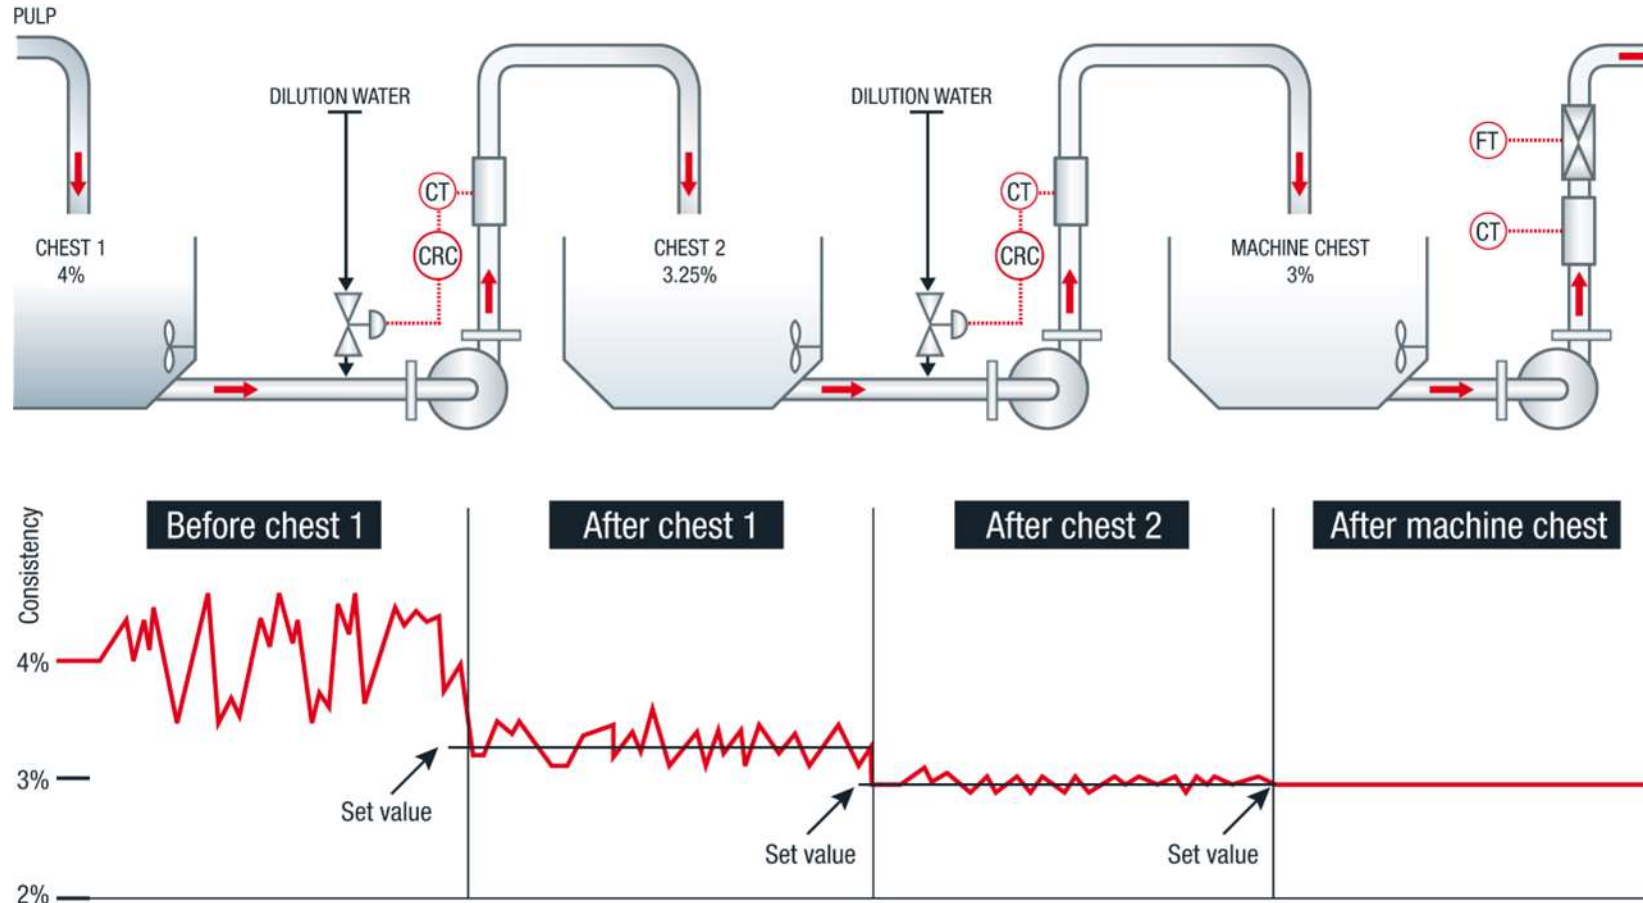 PULP
DILUTION WATER
DILUTION WATER
CT
CT
FT
CT
CRC
CRC
CHEST 1
4%
CHEST 2
3.25%
MACHINE CHEST
3%
Before chest 1
After chest 1
After chest 2
After machine chest
Consistency
4%
3%
2%
Set value
Set value
Set value